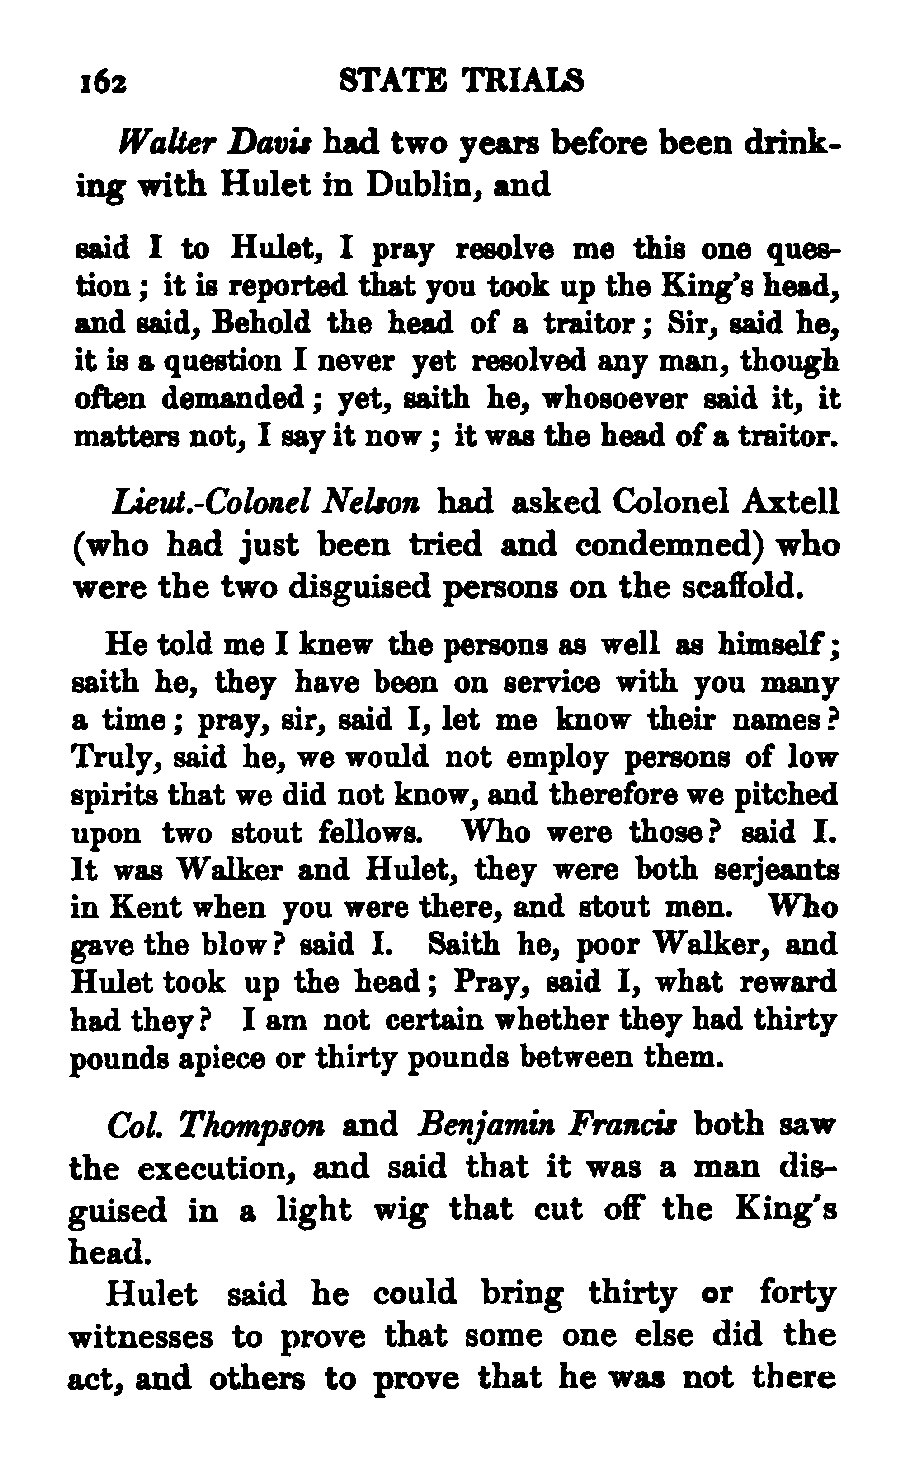 162 STATE TRIALS
Walter Davis had two years before been drink-
ing with Hulet in Dublin, and
said I to Hulet, I pray resolve me this one ques-
tion; it is reported that you took up the King's head,
and said, Behold the head of a traitor; Sir, said he,
it is a question I never yet resolved any man, though
often demanded; yet, saith he, whosoever said it, it
matters not, I say it now; it was the head of a traitor.
Lieut.-Colonel Nelson had asked Colonel Axtell
(who had just been tried and condemned) who
were the two disguised persons on the scaffold.
He told me I knew the persons as well as himself;
saith he, they have been on service with you many
a time; pray, sir, said I, let me know their names?
Truly, said he, we would not employ persons of low
spirits that we did not know, and therefore we pitched
upon two stout fellows. Who were those? said I.
It was Walker and Hulet, they were both serjeants
in Kent when you were there, and stout men. Who
gave the blow? said I. Saith he, poor Walker, and
Hulet took up the head; Pray, said I, what reward
had they? I am not certain whether they had thirty
pounds apiece or thirty pounds between them.
Col. Thompson and Benjamin Francis both saw
the execution, and said that it was a man dis-
guised in a light wig that cut off the King's
head.
Hulet said he could bring thirty or forty
witnesses to prove that some one else did the
act, and others to prove that he was not there